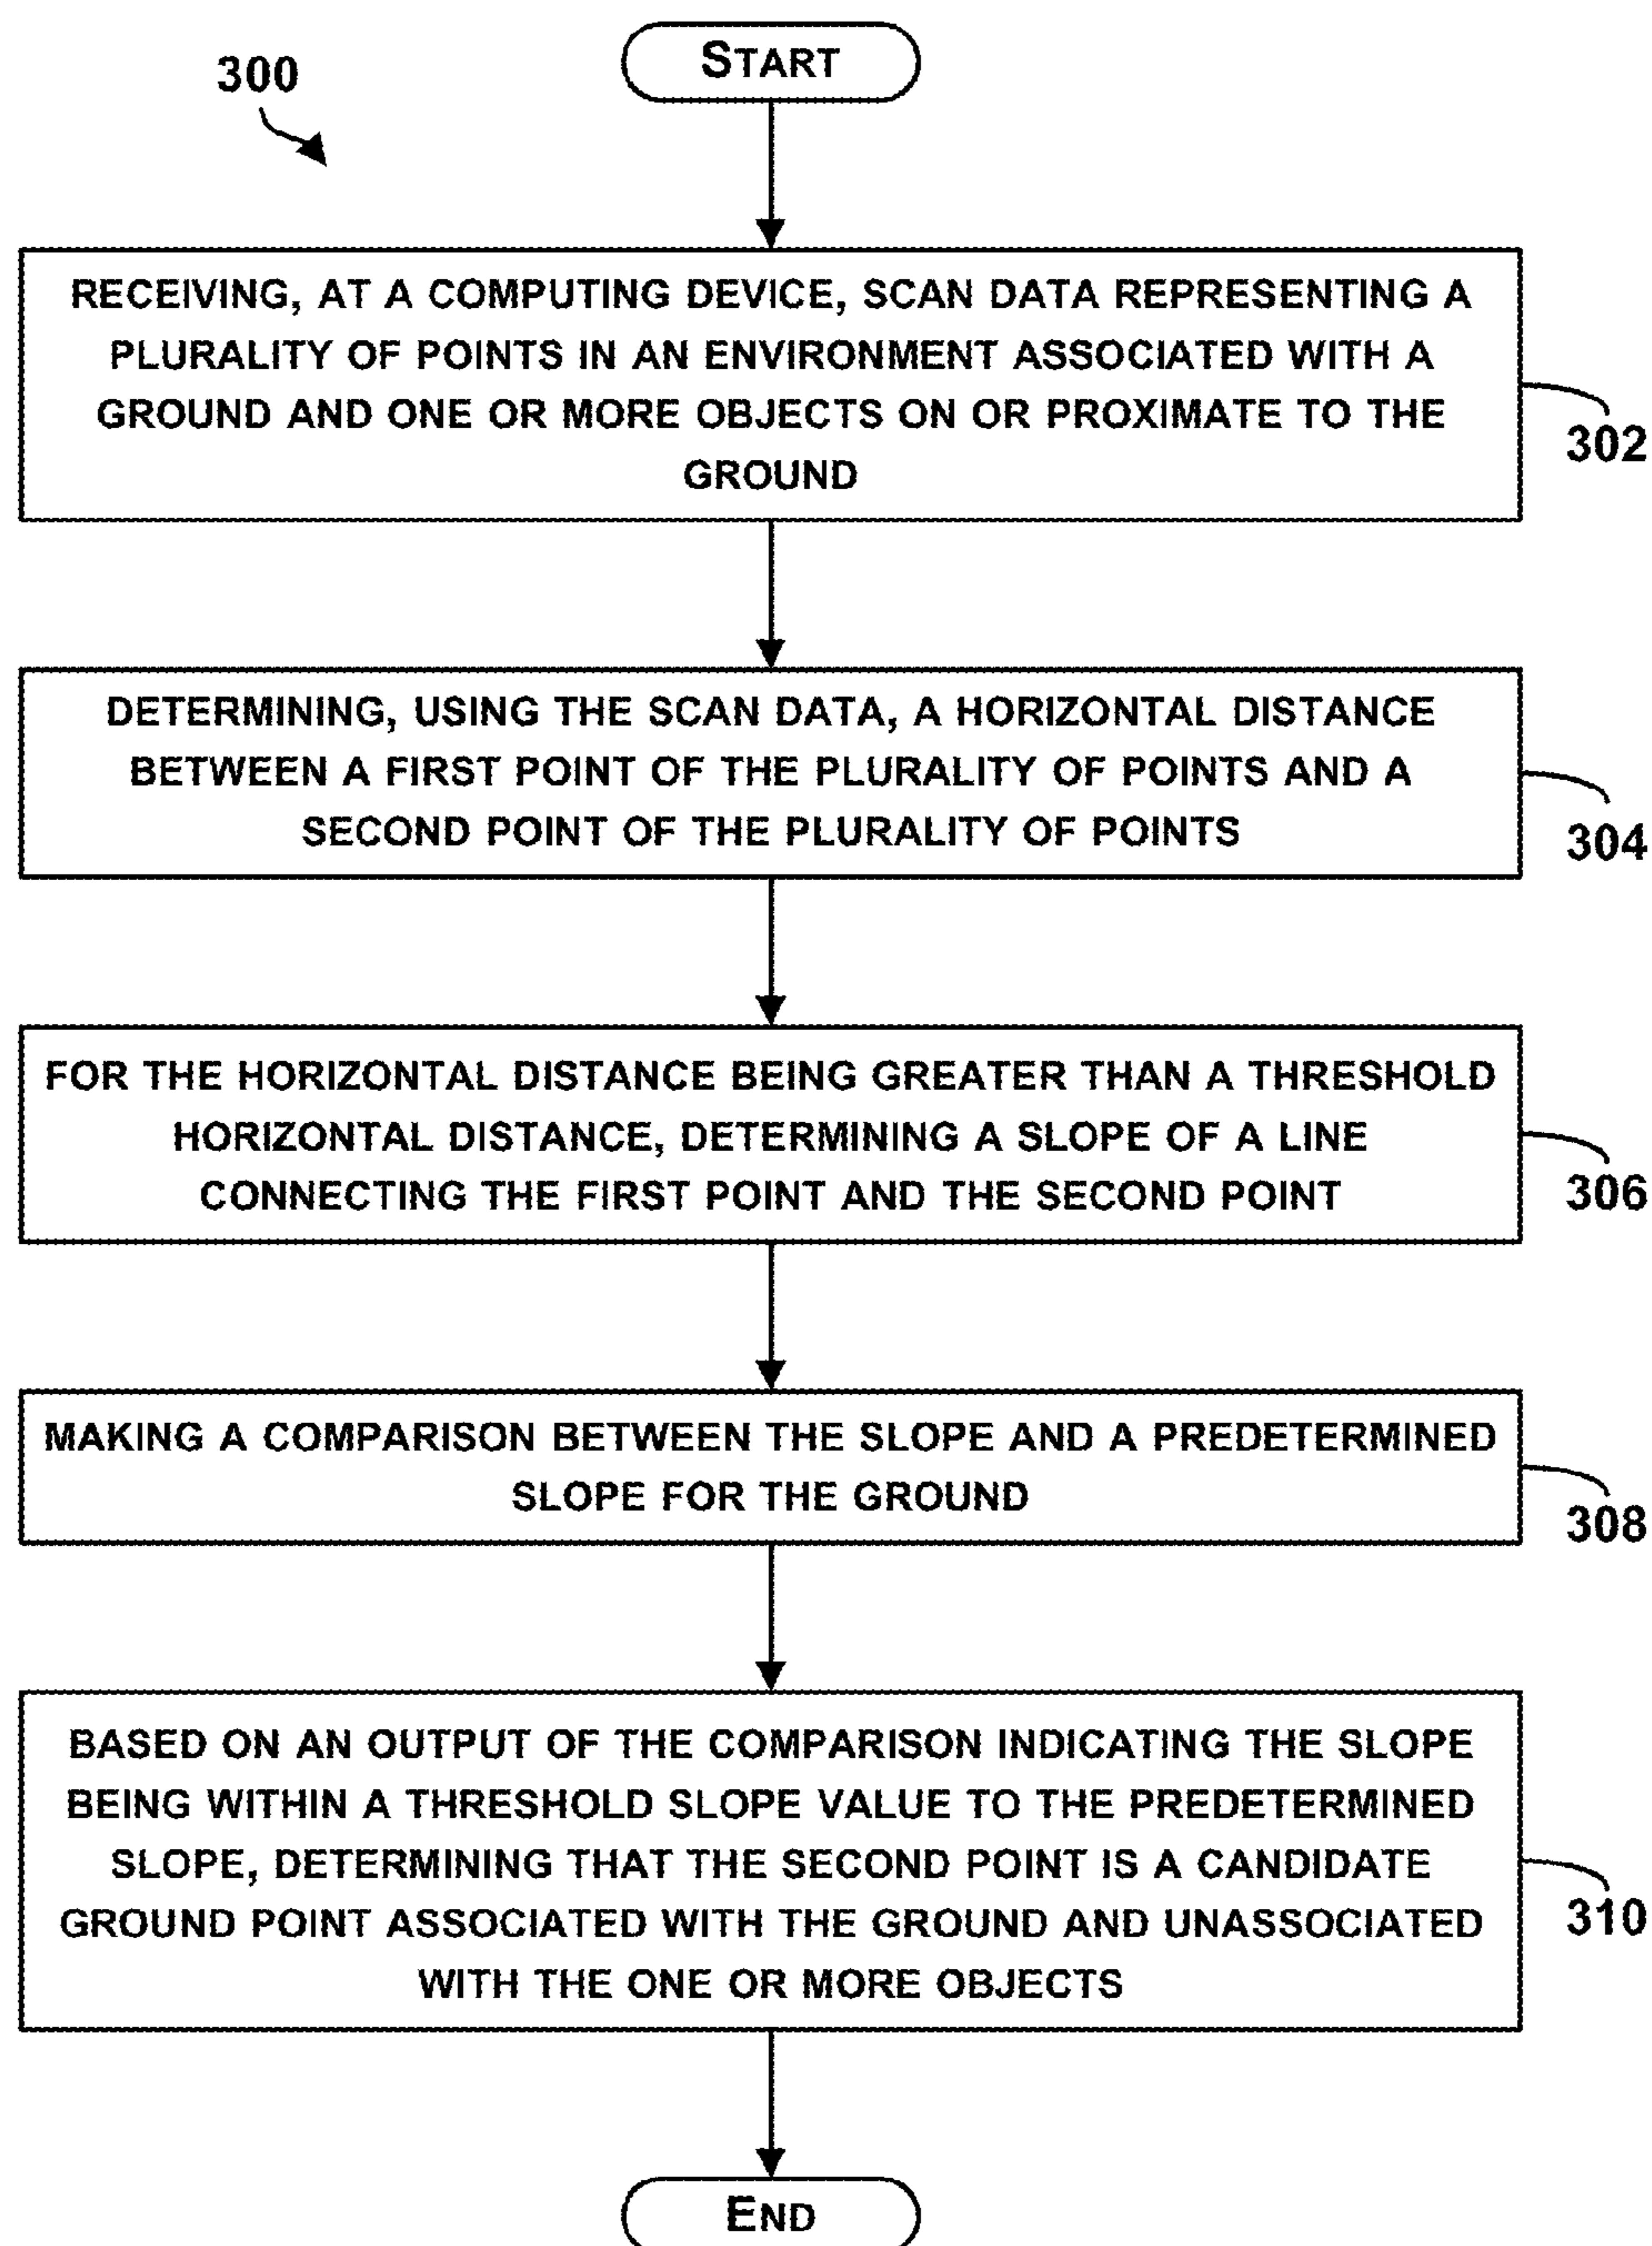 START
300
RECEIVING, AT A COMPUTING DEVICE, SCAN DATA REPRESENTING A
PLURALITY OF POINTS IN AN ENVIRONMENT ASSOCIATED WITH A
GROUND AND ONE OR MORE OBJECTS ON OR PROXIMATE TO THE
GROUND
302
DETERMINING, USING THE SCAN DATA, A HORIZONTAL DISTANCE
BETWEEN A FIRST POINT OF THE PLURALITY OF POINTS AND A
SECOND POINT OF THE PLURALITY OF POINTS
304
FOR THE HORIZONTAL DISTANCE BEING GREATER THAN A THRESHOLD
HORIZONTAL DISTANCE, DETERMINING A SLOPE OF A LINE
CONNECTING THE FIRST POINT AND THE SECOND POINT
306
MAKING A COMPARISON BETWEEN THE SLOPE AND A PREDETERMINED
SLOPE FOR THE GROUND
308
BASED ON AN OUTPUT OF THE COMPARISON INDICATING THE SLOPE
BEING WITHIN A THRESHOLD SLOPE VALUE TO THE PREDETERMINED
SLOPE, DETERMINING THAT THE SECOND POINT IS A CANDIDATE
GROUND POINT ASSOCIATED WITH THE GROUND AND UNASSOCIATED
WITH THE ONE OR MORE OBJECTS
310
END